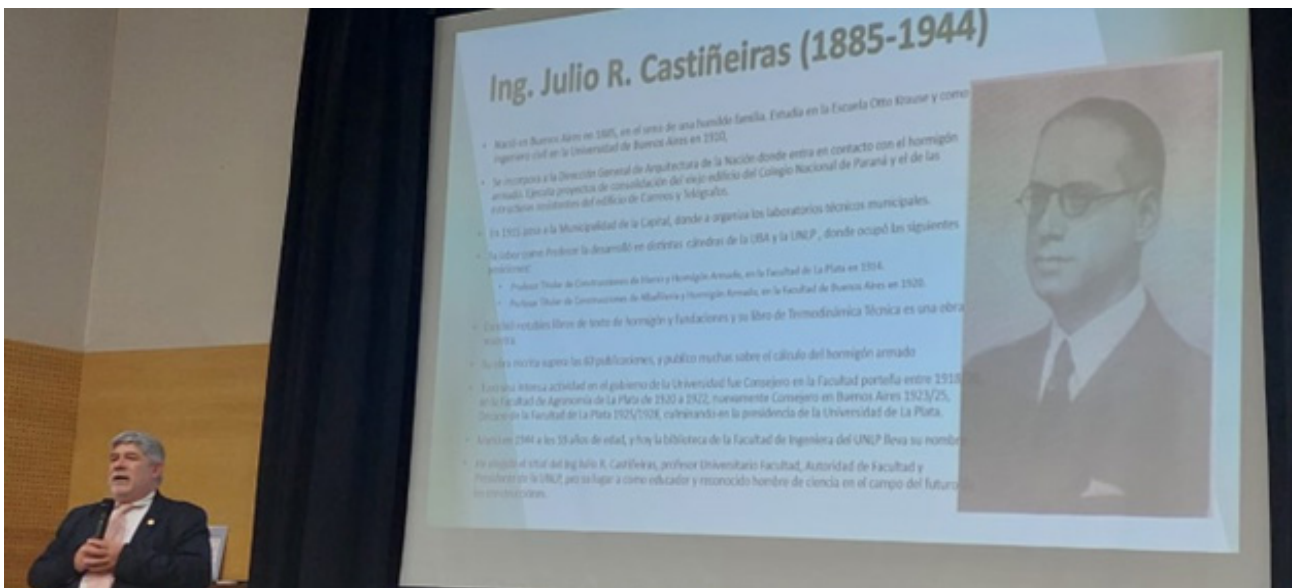 Ing. Julio R. Castiñeiras (1885-1944)
Nació en Buenos Aires en 1885, en el seno de una humilde familia. Estudia en la Escuela Otto Krause y como
ingeniero civil en la Universidad de Buenos Aires en 1910,
Se incorpora a la Dirección General de Arquitectura de la Nación donde entra en contacto con el hormigón
armado. Ejecuta proyectos de consolidación del viejo edificio del Colegio Nacional de Paraná y el de las
estructuras resistentes del edificio de Correos y Telégrafos.
En 1915 pasa a la Municipalidad de la Capital, donde a organiza los laboratorios técnicos municipales.
Su labor como Profesor la desarrolló en distintas cátedras de la UBA y la UNLP, donde ocupó las siguientes
posiciones:
Profesor Titular de Construcciones de Hierro y Hormigón Armado, en la Facultad de La Plata en 1914.
Profesor Titular de Construcciones de Albañilería y Hormigón Armado, en la Facultad de Buenos Aires en 1920.
Escribió notables libros de texto de hormigón y fundaciones y su libro de Termodinámica Técnica es una obra
Su obra escrita supera las 60 publicaciones, y publico muchas sobre el cálculo del hormigón armado
intensa actividad en el gobierno de la Universidad fue Consejero en la Facultad porteña entre
en la Facultad de Agronomía de La Plata de 1920 a 1922, nuevamente Consejero en Buenos Aires 1923/25,
Decano de la Facultad de La Plata 1925/1928, culminando en la presidencia de la Universidad de La Plata.
en 1944 a los 59 años de edad, y hoy la biblioteca de la Facultad de Ingeniera del UNLP lleva su nombre
He elegido el sitial del Ing Julio R. Castiñeiras, profesor Universitario Facultad, Autoridad de Facultad y
Presidente de la UNLP, por su lugar a como educador y reconocido hombre de ciencia en el campo del futuro